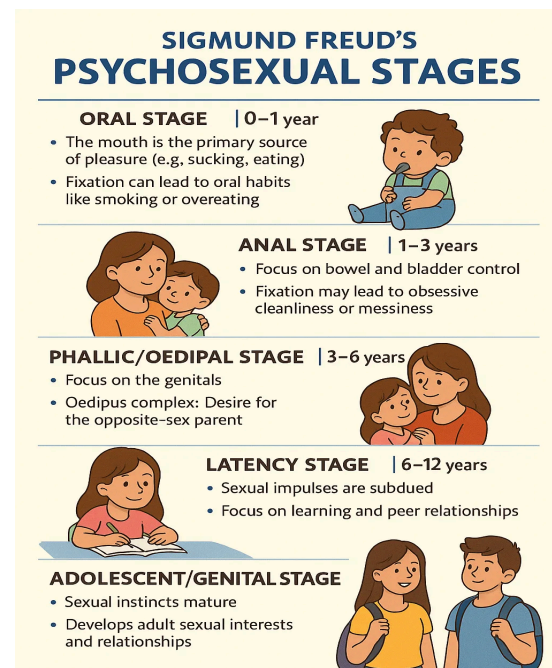 SIGMUND FREUD'S
PSYCHOSEXUAL STAGES
ORAL STAGE | 0–1 year
• The mouth is the primary source
of pleasure (e.g, sucking, eating)
• Fixation can lead to oral habits
like smoking or overeating
ANAL STAGE | 1–3 years
• Focus on bowel and bladder control
• Fixation may lead to obsessive
cleanliness or messiness
PHALLIC/OEDIPAL STAGE | 3–6 years
• Focus on the genitals
• Oedipus complex: Desire for
the opposite-sex parent
LATENCY STAGE | 6–12 years
• Sexual impulses are subdued
• Focus on learning and peer relationships
ADOLESCENT/GENITAL STAGE
• Sexual instincts mature
• Develops adult sexual interests
and relationships